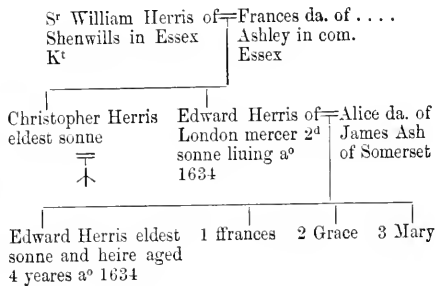 Sʳ William Herris of Frances da. of . . . .
Shenwills in Essex Ashley in com.
Kᵗ Essex
Christopher Herris
eldest sonne
Edward Herris of Alice da. of
London mercer 2ᵈ James Ash
sonne liuing aº of Somerset
1634
Edward Herris eldest
sonne and heire aged
4 yeares aº 1634
1 ffrances
2 Grace
3 Mary